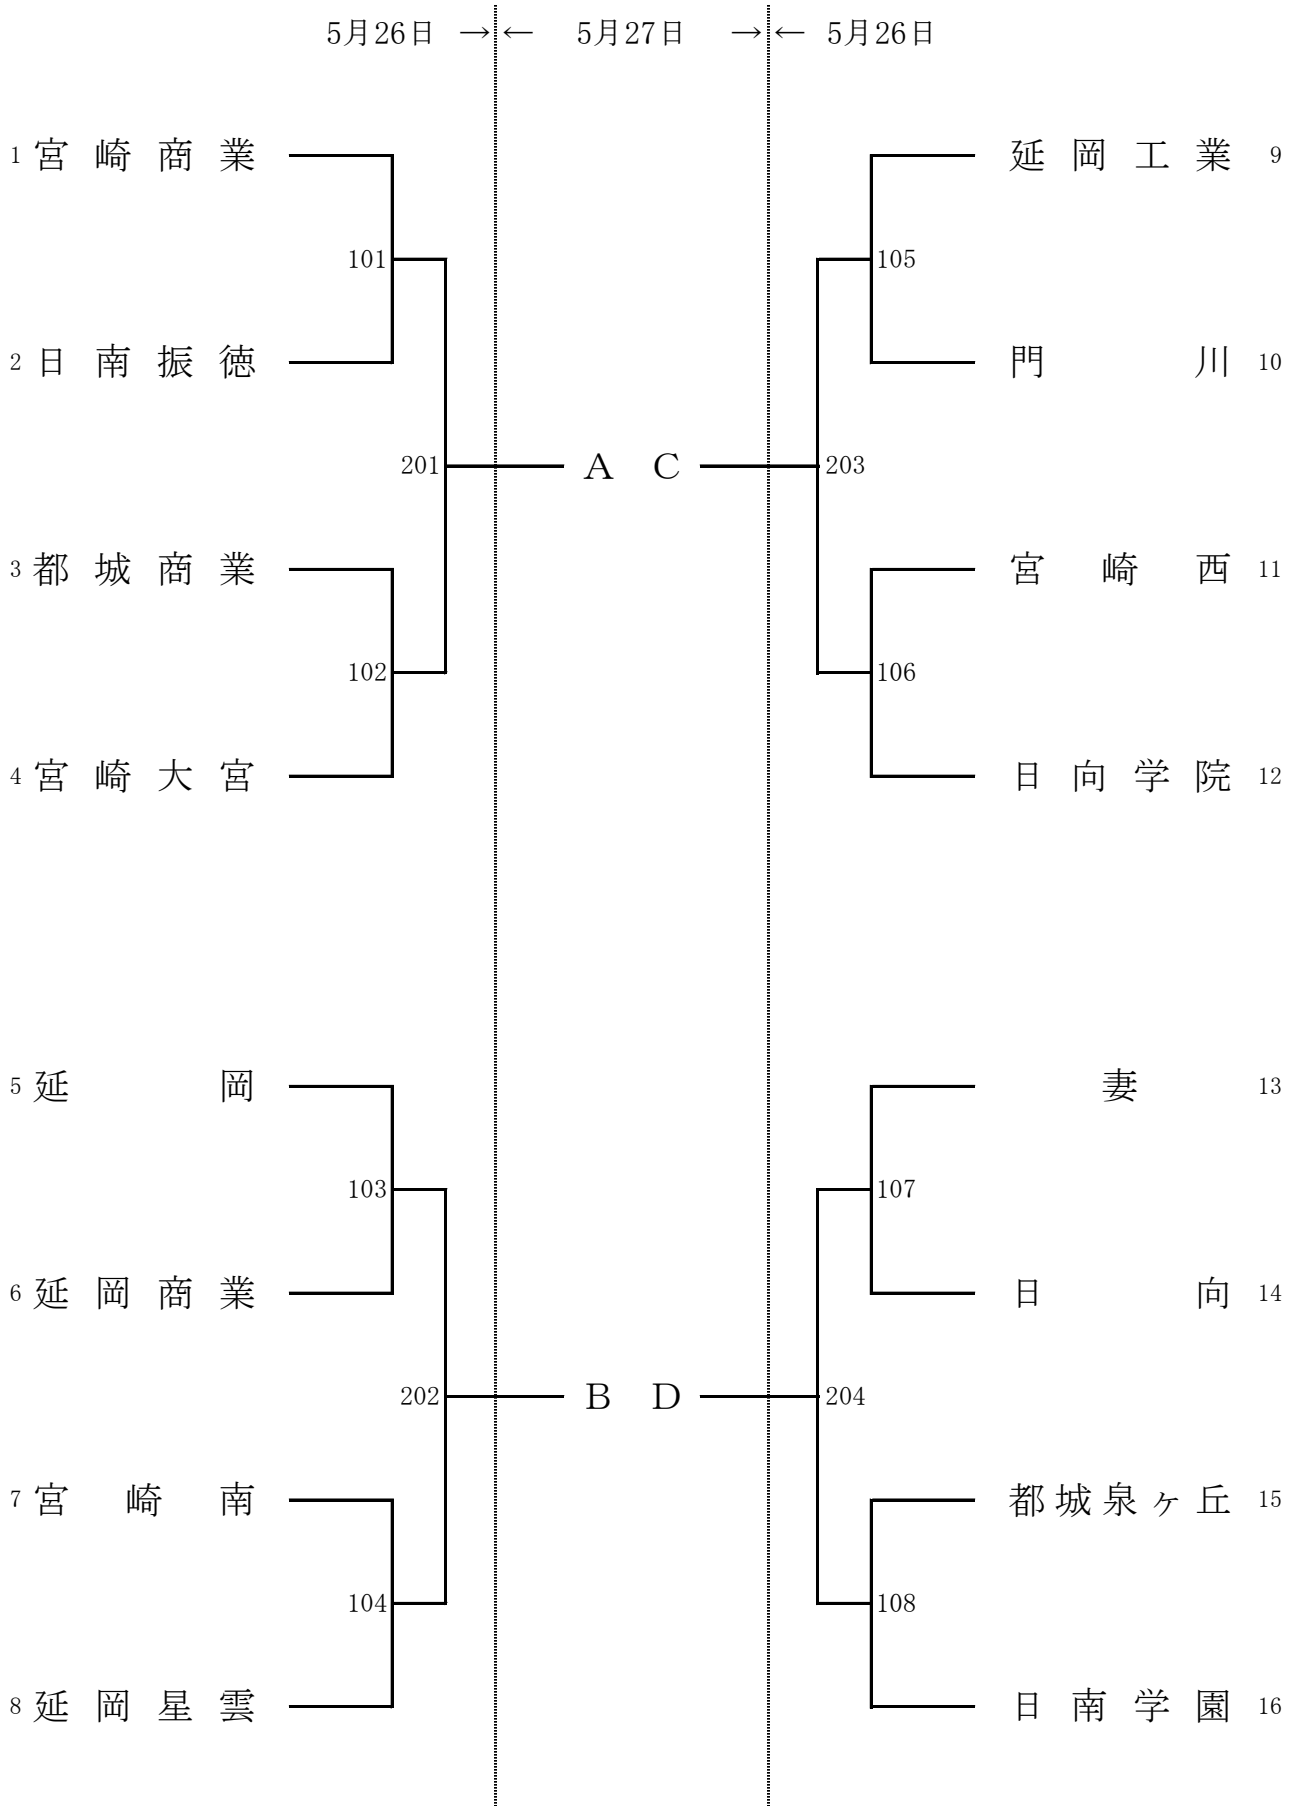 5月26日 →← 5月27日 →← 5月26日
1 宮崎商業 延岡工業 9
101 105
2 日南振徳 門川 10
201 A C 203
3 都城商業 宮崎西 11
102 106
4 宮崎大宮 日向学院 12
5 延岡 妻 13
103 107
6 延岡商業 日向 14
202 B D 204
7 宮崎南 都城泉ヶ丘 15
104 108
8 延岡星雲 日南学園 16